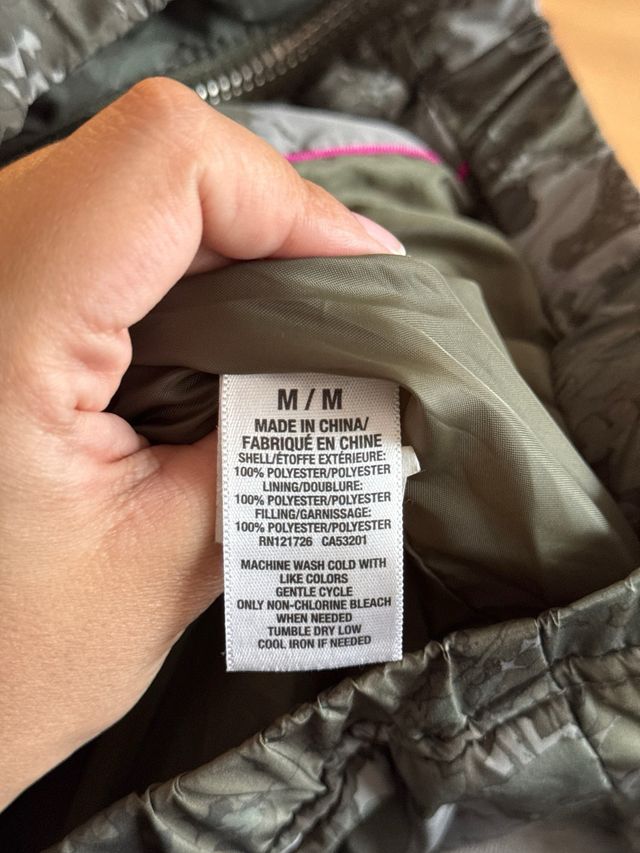 M / M
MADE IN CHINA/
FABRIQUÉ EN CHINE
SHELL/ÉTOFFE EXTÉRIEURE:
100% POLYESTER/POLYESTER
LINING/DOUBLURE:
100% POLYESTER/POLYESTER
FILLING/GARNISSAGE:
100% POLYESTER/POLYESTER
RN121726 CA53201
MACHINE WASH COLD WITH
LIKE COLORS
GENTLE CYCLE
ONLY NON-CHLORINE BLEACH
WHEN NEEDED
TUMBLE DRY LOW
COOL IRON IF NEEDED